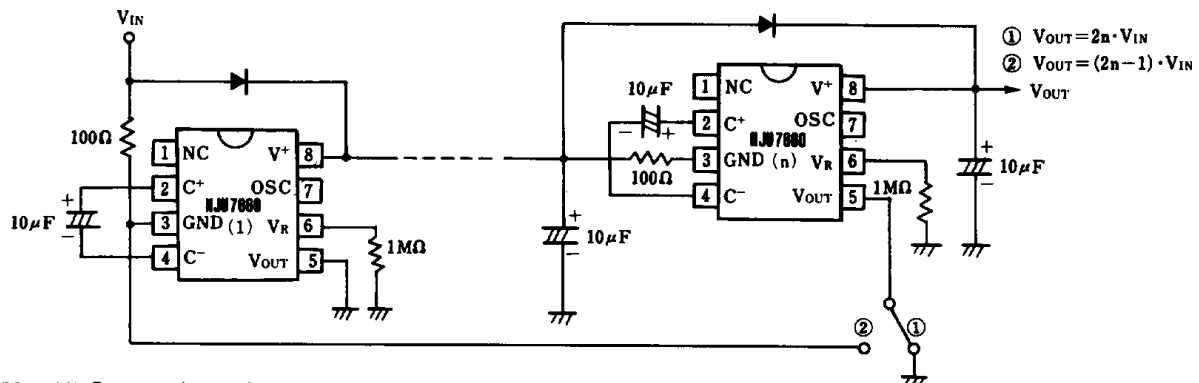 VIN
100Ω
10μF
1 NC
2 C+
3 GND (1)
4 C−
V+ 8
OSC 7
VR 6
VOUT 5
NJU7660
1MΩ
10μF
10μF
100Ω
1 NC
2 C+
3 GND (n)
4 C−
V+ 8
OSC 7
VR 6
VOUT 5
NJU7660
1MΩ
10μF
① VOUT=2n·VIN
② VOUT=(2n−1)·VIN
VOUT
②
①